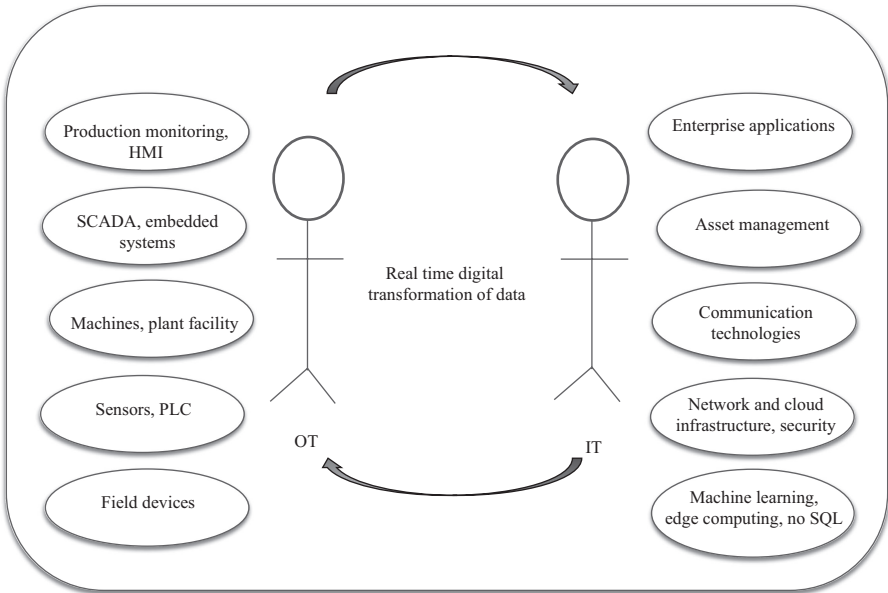 Production monitoring,
HMI
SCADA, embedded
systems
Machines, plant facility
Sensors, PLC
Field devices
Real time digital
transformation of data
OT
IT
Enterprise applications
Asset management
Communication
technologies
Network and cloud
infrastructure, security
Machine learning,
edge computing, no SQL